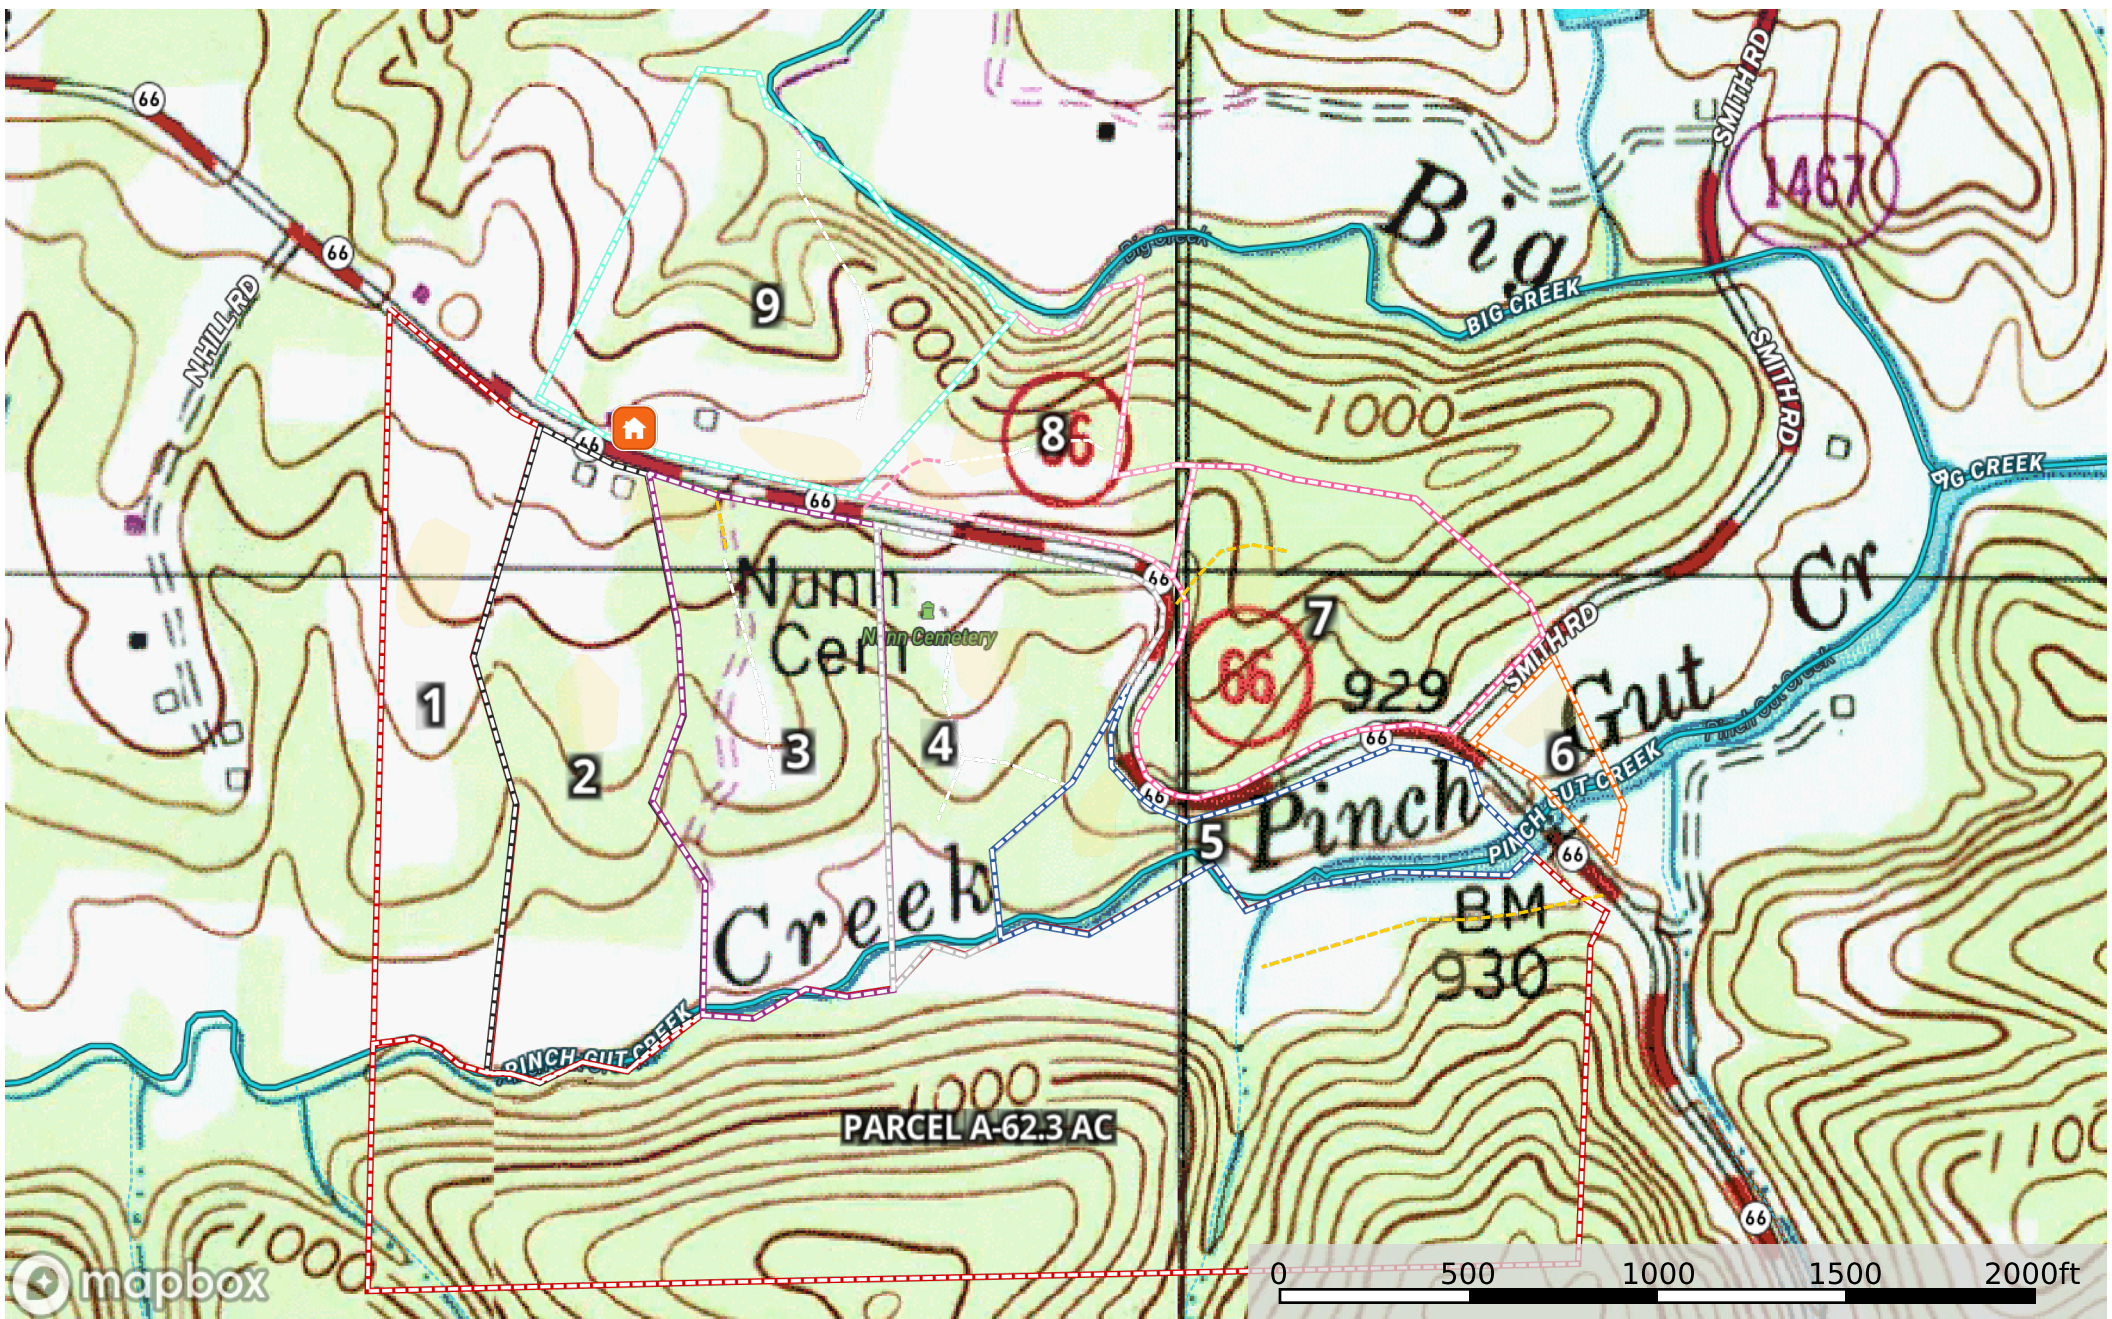 66
SMITH RD
1467
Big
Big Creek
66
N HILL RD
BIG CREEK
9
1000
SMITH RD
1000
8
66
66
66
BIG CREEK
66
Nunn
Cem
Nunn Cemetery
Cr
7
SMITH RD
66
929
Gut
Pinch Gut Creek
1
2
3
4
66
6
PINCH GUT CREEK
66
Pinch
5
66
BM
930
Creek
PINCH GUT CREEK
1000
PARCEL A-62.3 AC
1100
66
1000
mapbox
0 500 1000 1500 2000ft